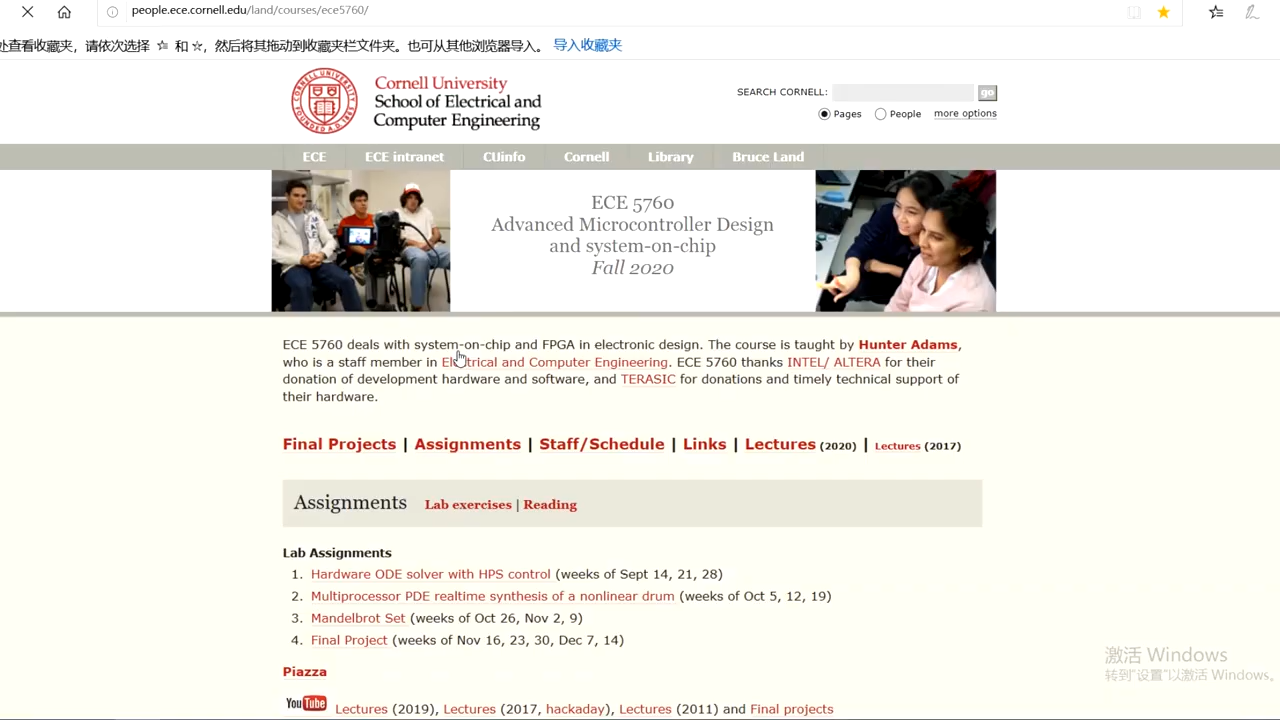 people.ece.cornell.edu/land/courses/ece5760/
处查看收藏夹，请依次选择 和 ，然后将其拖动到收藏夹栏文件夹。也可从其他浏览器导入。 导入收藏夹
Cornell University
School of Electrical and
Computer Engineering
SEARCH CORNELL: go
Pages People more options
ECE ECE intranet CUinfo Cornell Library Bruce Land
ECE 5760
Advanced Microcontroller Design
and system-on-chip
Fall 2020
ECE 5760 deals with system-on-chip and FPGA in electronic design. The course is taught by Hunter Adams,
who is a staff member in Electrical and Computer Engineering. ECE 5760 thanks INTEL/ ALTERA for their
donation of development hardware and software, and TERASIC for donations and timely technical support of
their hardware.
Final Projects | Assignments | Staff/Schedule | Links | Lectures (2020) | Lectures (2017)
Assignments Lab exercises | Reading
Lab Assignments
1. Hardware ODE solver with HPS control (weeks of Sept 14, 21, 28)
2. Multiprocessor PDE realtime synthesis of a nonlinear drum (weeks of Oct 5, 12, 19)
3. Mandelbrot Set (weeks of Oct 26, Nov 2, 9)
4. Final Project (weeks of Nov 16, 23, 30, Dec 7, 14)
Piazza
YouTube Lectures (2019), Lectures (2017, hackaday), Lectures (2011) and Final projects
激活 Windows
转到"设置"以激活 Windows。